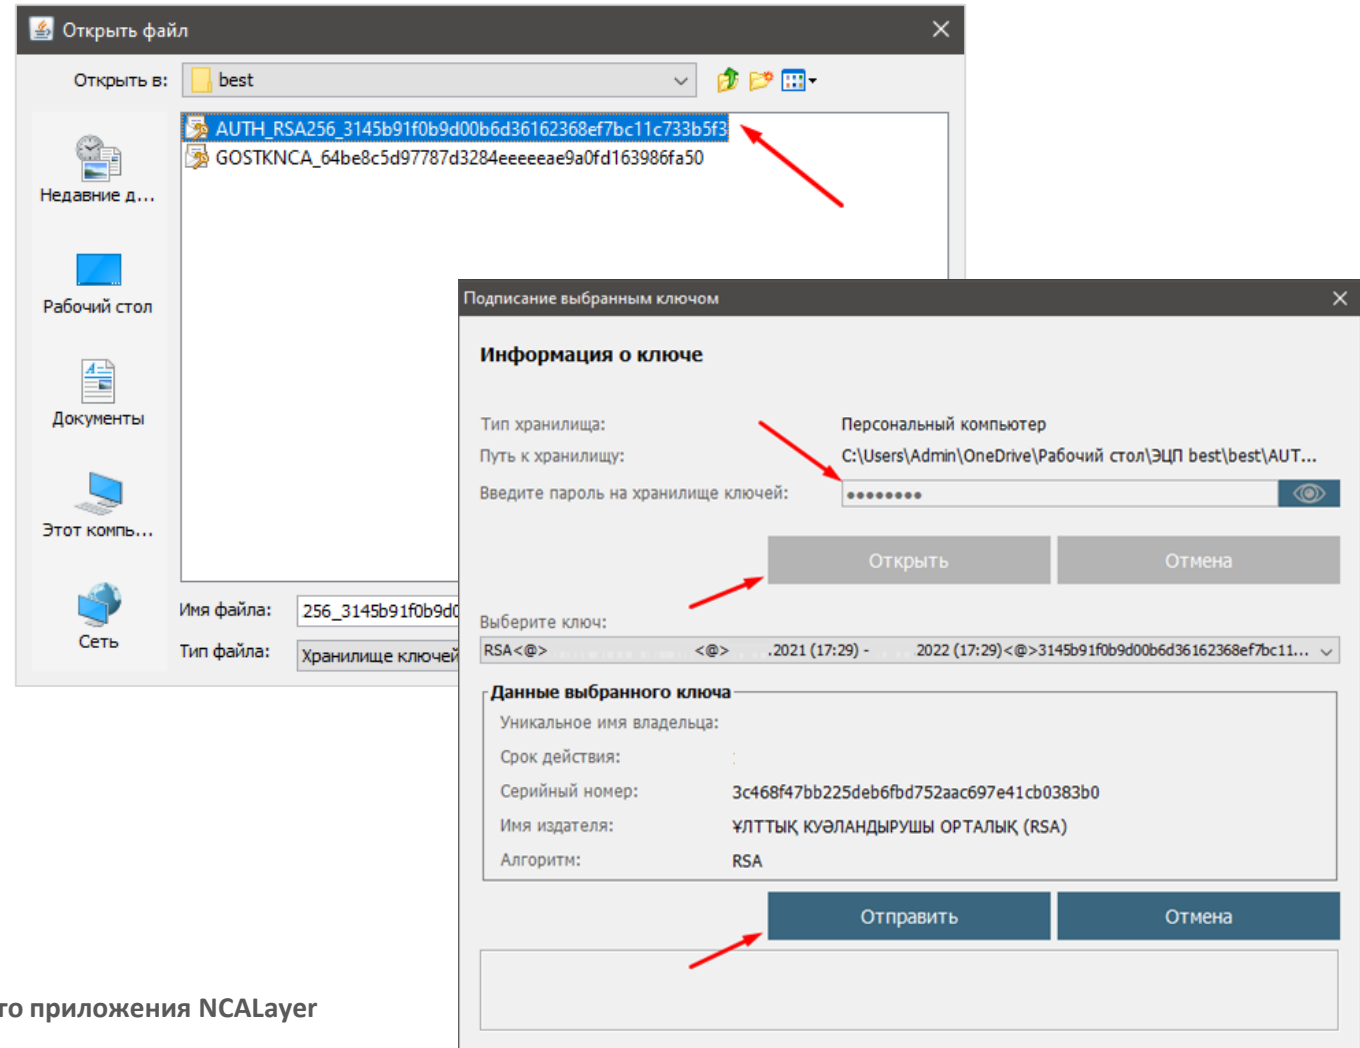 Открыть файл
Открыть в:
best
AUTH_RSA256_3145b91f0b9d00b6d36162368ef7bc11c733b5f3
GOSTKNCA_64be8c5d97787d3284eeeeeae9a0fd163986fa50
Недавние д...
Рабочий стол
Документы
Этот компь...
Сеть
Имя файла:
256_3145b91f0b9d0
Тип файла:
Хранилище ключей
Подписание выбранным ключом
Информация о ключе
Тип хранилища:
Персональный компьютер
Путь к хранилищу:
C:\Users\Admin\OneDrive\Рабочий стол\ЭЦП best\best\AUT...
Введите пароль на хранилище ключей:
Открыть
Отмена
Выберите ключ:
RSA<@> <@> .2021 (17:29) - 2022 (17:29)<@>3145b91f0b9d00b6d36162368ef7bc11...
Данные выбранного ключа
Уникальное имя владельца:
Срок действия:
Серийный номер:
3c468f47bb225deb6fbd752aac697e41cb0383b0
Имя издателя:
ҰЛТТЫҚ КУӘЛАНДЫРУШЫ ОРТАЛЫҚ (RSA)
Алгоритм:
RSA
Отправить
Отмена
го приложения NCALayer